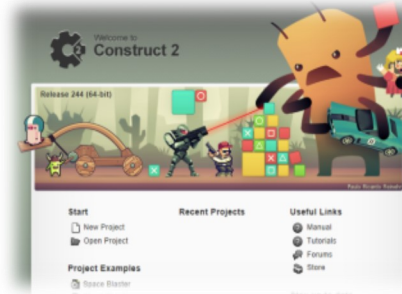 Welcome to
Construct 2
Release 244 (64-bit)
Start
Recent Projects
Useful Links
New Project
Manual
Open Project
Tutorials
Forums
Store
Project Examples
Space Blaster